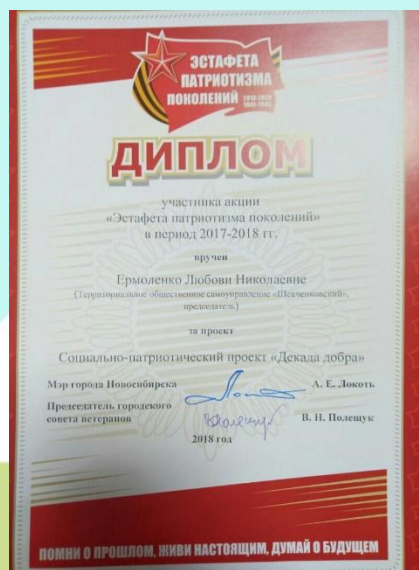 ЭСТАФЕТА
ПАТРИОТИЗМА
ПОКОЛЕНИЙ
ДИПЛОМ
участника акции
«Эстафета патриотизма поколений»
в период 2017-2018 гг.
вручен
Ермоленко Любови Николаевне
(Территориальное общественное самоуправление «Шевченковский»,
председатель)
за проект
Социально-патриотический проект «Декада добра»
Мэр города Новосибирска А. Е. Локоть
Председатель городского
совета ветеранов В. Н. Полещук
2018 год
ПОМНИ О ПРОШЛОМ, ЖИВИ НАСТОЯЩИМ, ДУМАЙ О БУДУЩЕМ